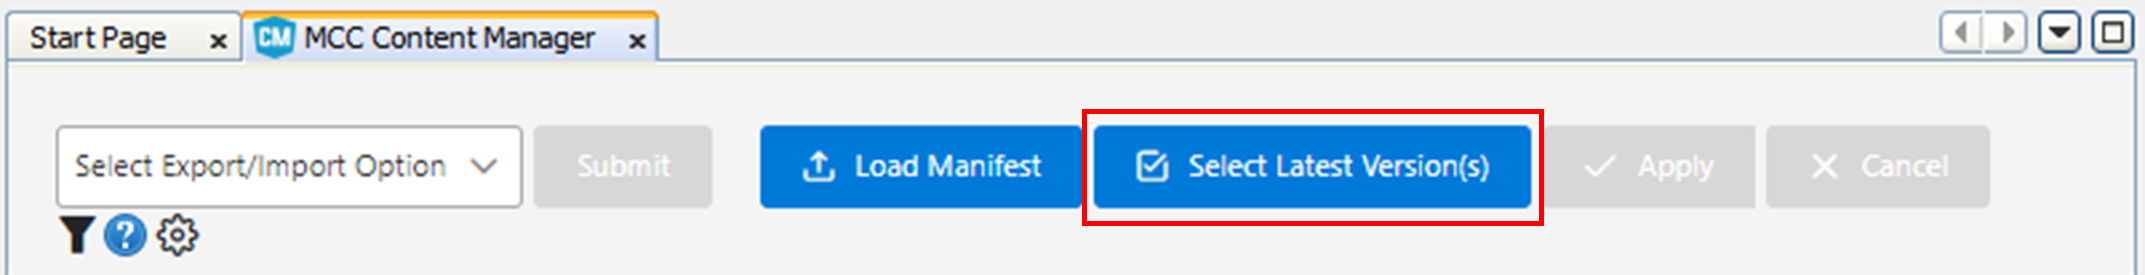 Start Page x CM MCC Content Manager x
Select Export/Import Option Submit Load Manifest Select Latest Version(s) Apply Cancel
?